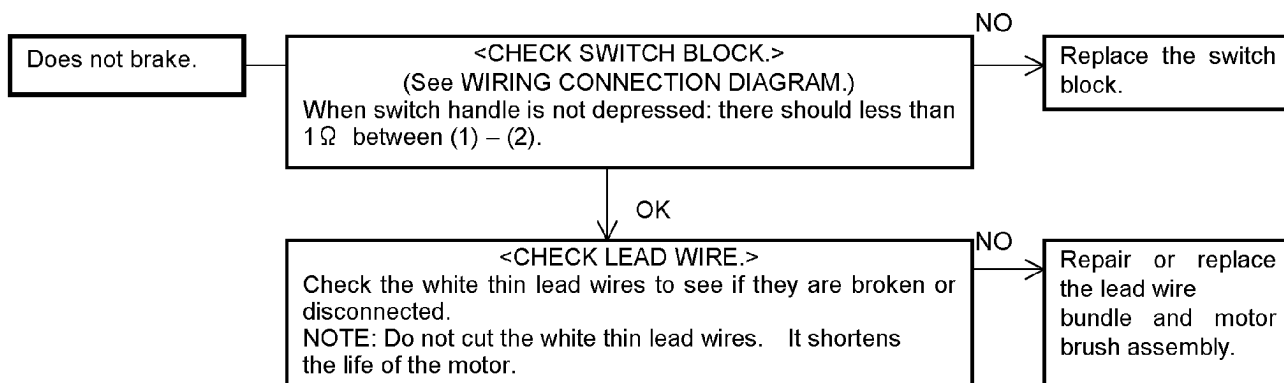 Does not brake.
<CHECK SWITCH BLOCK.>
(See WIRING CONNECTION DIAGRAM.)
When switch handle is not depressed: there should less than
1Ω between (1) – (2).
NO
Replace the switch
block.
OK
<CHECK LEAD WIRE.>
Check the white thin lead wires to see if they are broken or
disconnected.
NOTE: Do not cut the white thin lead wires. It shortens
the life of the motor.
NO
Repair or replace
the lead wire
bundle and motor
brush assembly.